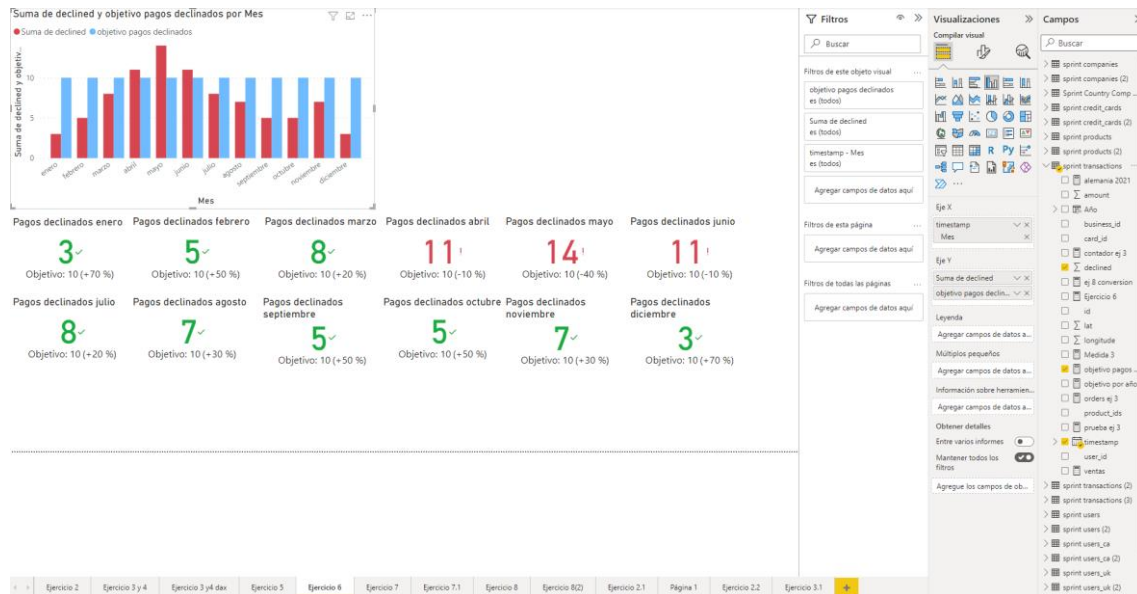 Suma de declined y objetivo pagos declinados por Mes
Suma de declined objetivo pagos declinados
Suma de declined y objetiv...
10
5
0
enero febrero marzo abril mayo junio julio agosto septiembre octubre noviembre diciembre
Mes
Pagos declinados enero
3
Objetivo: 10 (+70 %)
Pagos declinados febrero
5
Objetivo: 10 (+50 %)
Pagos declinados marzo
8
Objetivo: 10 (+20 %)
Pagos declinados abril
11
Objetivo: 10 (-10 %)
Pagos declinados mayo
14
Objetivo: 10 (-40 %)
Pagos declinados junio
11
Objetivo: 10 (-10 %)
Pagos declinados julio
8
Objetivo: 10 (+20 %)
Pagos declinados agosto
7
Objetivo: 10 (+30 %)
Pagos declinados
septiembre
5
Objetivo: 10 (+50 %)
Pagos declinados octubre
5
Objetivo: 10 (+50 %)
Pagos declinados
noviembre
7
Objetivo: 10 (+30 %)
Pagos declinados
diciembre
3
Objetivo: 10 (+70 %)
Filtros
Buscar
Filtros de este objeto visual
objetivo pagos declinados
es (todos)
Suma de declined
es (todos)
timestamp - Mes
es (todos)
Agregar campos de datos aquí
Filtros de esta página
Agregar campos de datos aquí
Filtros de todas las páginas
Agregar campos de datos aquí
Visualizaciones
Compilar visual
R Py
Eje X
timestamp
Mes
Eje Y
Suma de declined
objetivo pagos declin...
Leyenda
Agregar campos de datos a...
Múltiplos pequeños
Agregar campos de datos a...
Información sobre herramien...
Agregar campos de datos a...
Obtener detalles
Entre varios informes
Mantener todos los
filtros
Agregue los campos de ob...
Campos
Buscar
sprint companies
sprint companies (2)
Sprint Country Comp ...
sprint credit_cards
sprint credit_cards (2)
sprint products
sprint products (2)
sprint transactions
alemania 2021
amount
Año
business_id
card_id
contador ej 3
declined
ej 8 conversion
Ejercicio 6
id
lat
longitude
Medida 3
objetivo pagos ...
objetivo por año
orders ej 3
product_ids
prueba ej 3
timestamp
user_id
ventas
sprint transactions (2)
sprint transactions (3)
sprint users
sprint users (2)
sprint users_ca
sprint users_ca (2)
sprint users_uk
sprint users_uk (2)
Ejercicio 2 Ejercicio 3 y 4 Ejercicio 3 y4 dax Ejercicio 5 Ejercicio 6 Ejercicio 7 Ejercicio 7.1 Ejercicio 8 Ejercicio 8(2) Ejercicio 2.1 Página 1 Ejercicio 2.2 Ejercicio 3.1